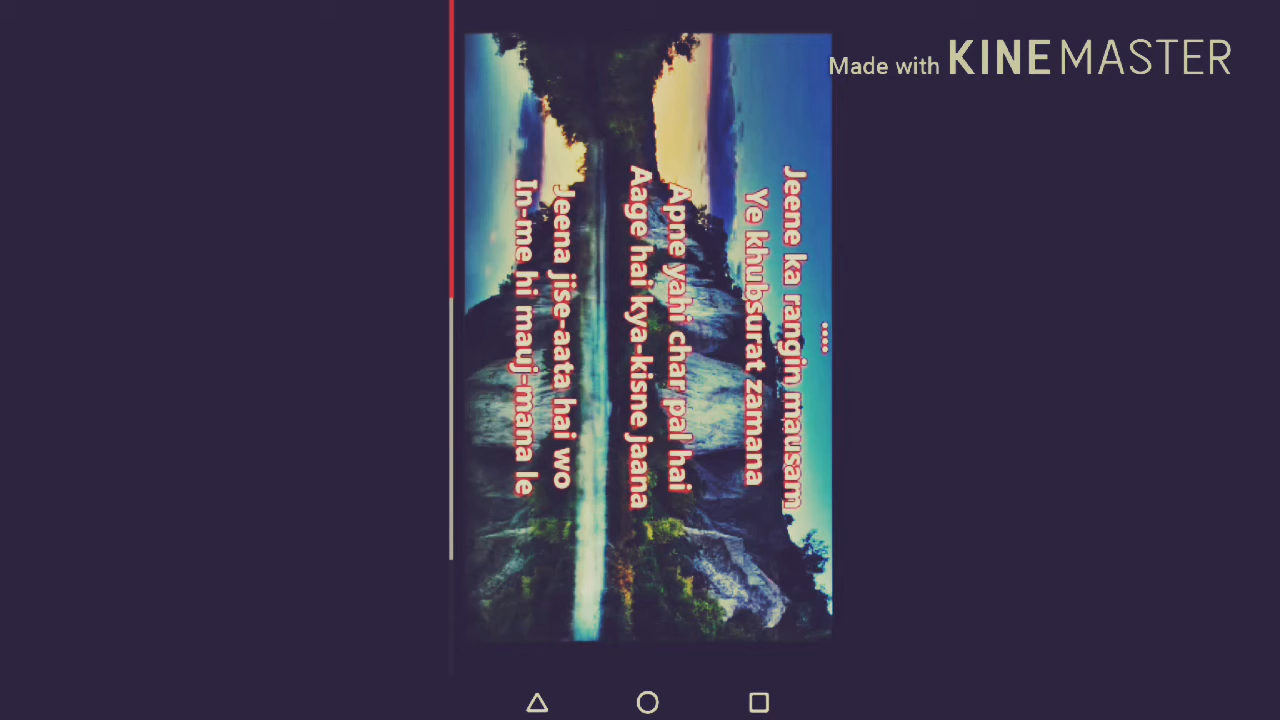 Made with KINEMASTER
Jeene ka rangin mausam
Ye khubsurat zamana
Apne yahi char pal hai
Aage hai kya-kisne jaana
Jeena jise-aata hai wo
In-me hi mauj-mana le